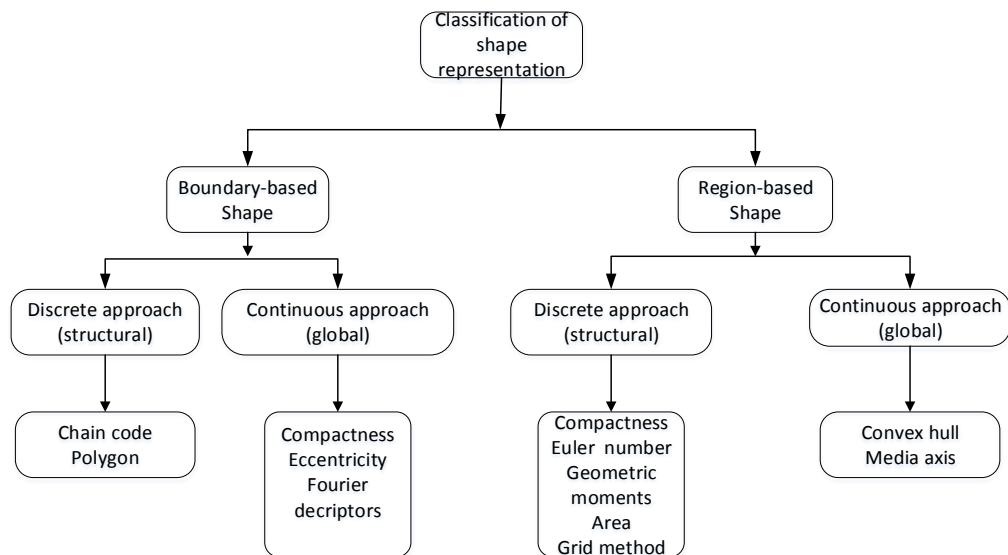 Classification of
shape
representation
Boundary-based
Shape
Region-based
Shape
Discrete approach
(structural)
Continuous approach
(global)
Discrete approach
(structural)
Continuous approach
(global)
Chain code
Polygon
Compactness
Eccentricity
Fourier
decriptors
Compactness
Euler number
Geometric
moments
Area
Grid method
Convex hull
Media axis